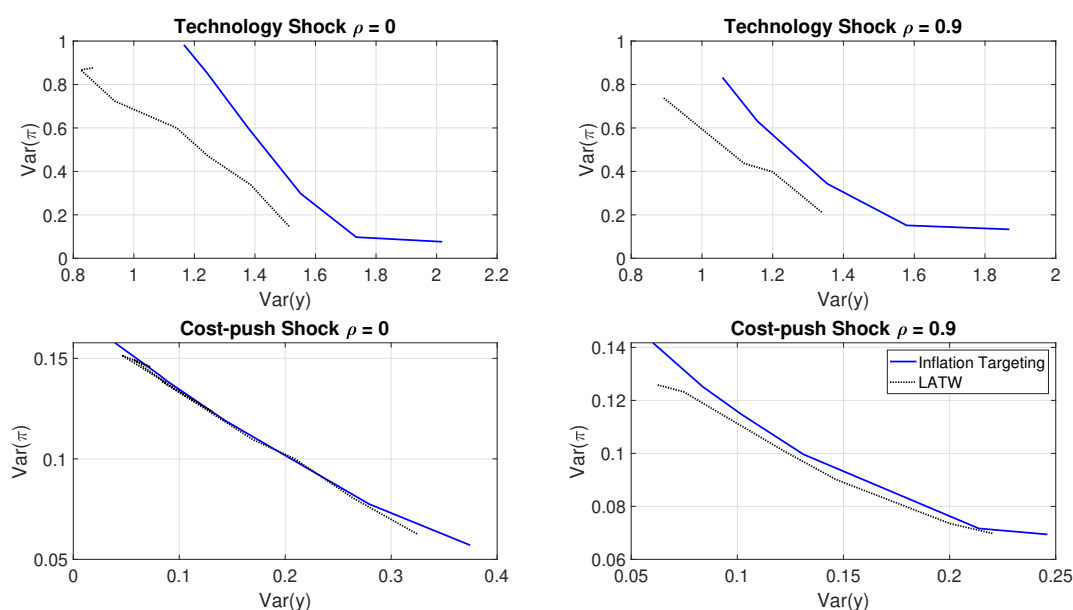 Technology Shock ρ = 0
Var(π)
1
0.8
0.6
0.4
0.2
0
0.8 1 1.2 1.4 1.6 1.8 2 2.2
Var(y)
Technology Shock ρ = 0.9
Var(π)
1
0.8
0.6
0.4
0.2
0
0.8 1 1.2 1.4 1.6 1.8 2
Var(y)
Cost-push Shock ρ = 0
Var(π)
0.15
0.1
0.05
0 0.1 0.2 0.3 0.4
Var(y)
Cost-push Shock ρ = 0.9
Var(π)
0.14
0.12
0.1
0.08
0.06
0.05 0.1 0.15 0.2 0.25
Var(y)
Inflation Targeting
LATW